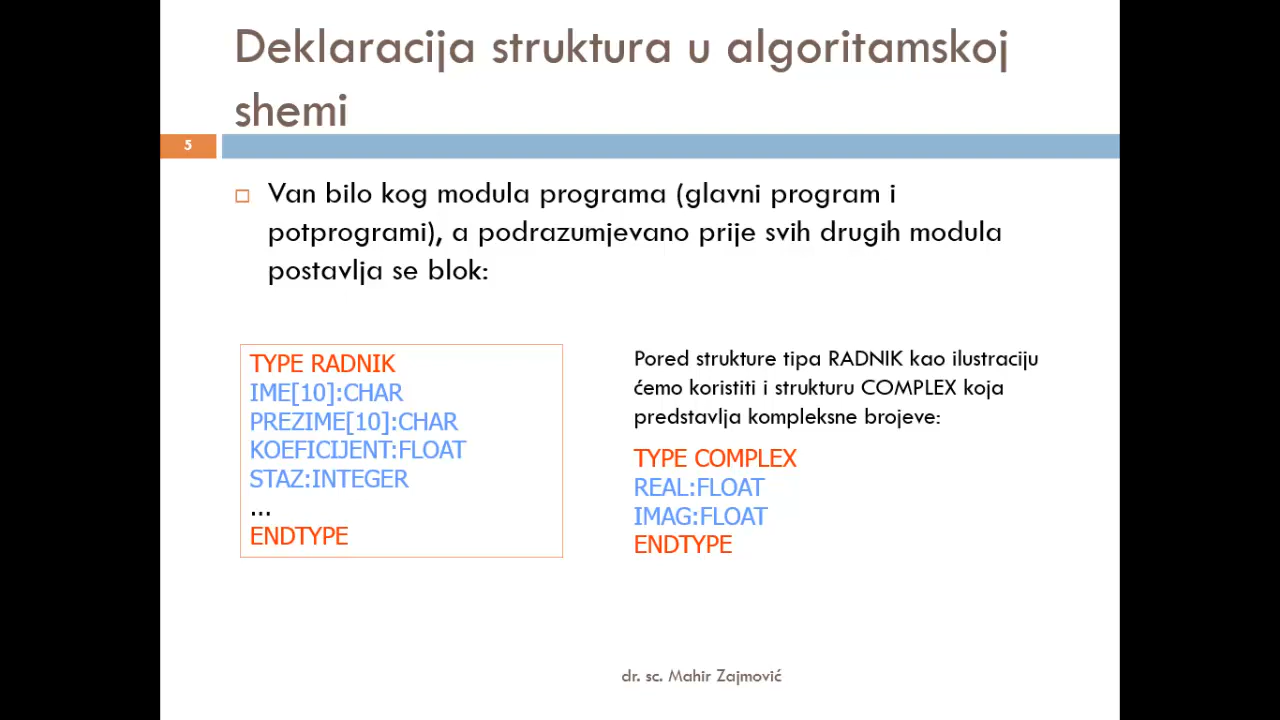 Deklaracija struktura u algoritamskoj
shemi
5
Van bilo kog modula programa (glavni program i
potprogrami), a podrazumjevano prije svih drugih modula
postavlja se blok:
TYPE RADNIK
IME[10]:CHAR
PREZIME[10]:CHAR
KOEFICIJENT:FLOAT
STAZ:INTEGER
...
ENDTYPE
Pored strukture tipa RADNIK kao ilustraciju
ćemo koristiti i strukturu COMPLEX koja
predstavlja kompleksne brojeve:
TYPE COMPLEX
REAL:FLOAT
IMAG:FLOAT
ENDTYPE
dr. sc. Mahir Zajmović